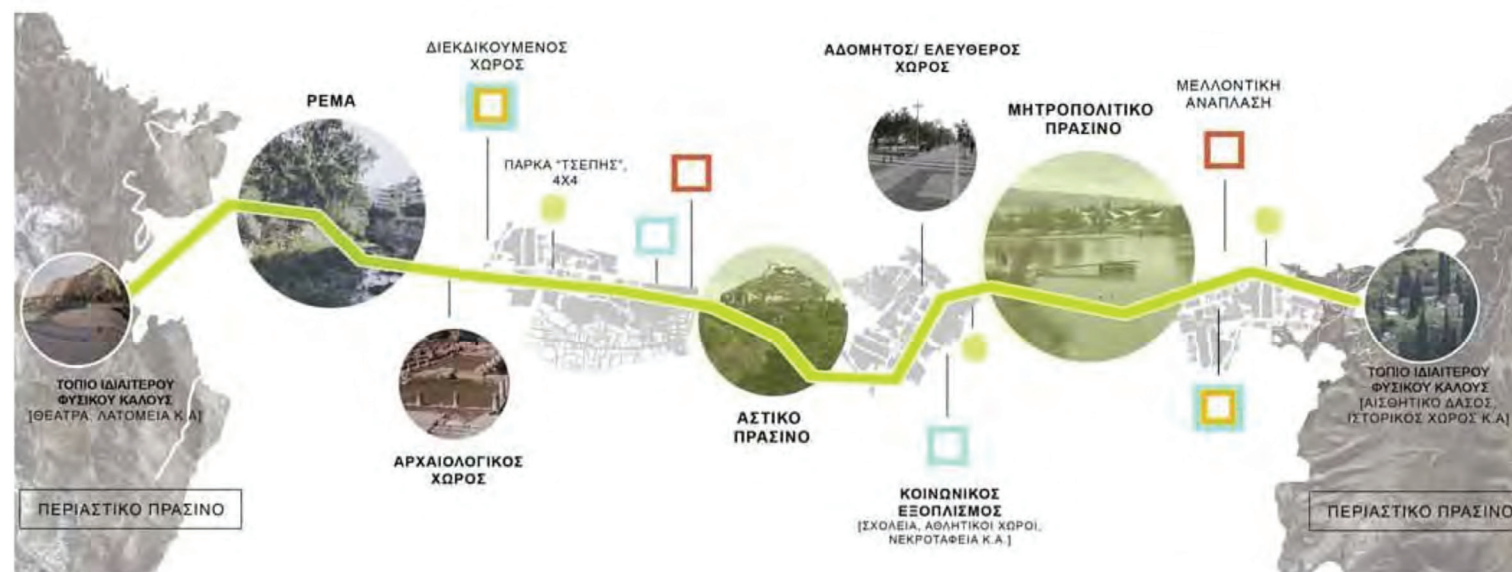 ΔΙΕΚΔΙΚΟΥΜΕΝΟΣ
ΧΩΡΟΣ
ΡΕΜΑ
ΠΑΡΚΑ "ΤΣΕΠΗΣ",
4Χ4
ΑΔΟΜΗΤΟΣ/ ΕΛΕΥΘΕΡΟΣ
ΧΩΡΟΣ
ΜΗΤΡΟΠΟΛΙΤΙΚΟ
ΠΡΑΣΙΝΟ
ΜΕΛΛΟΝΤΙΚΗ
ΑΝΑΠΛΑΣΗ
ΤΟΠΙΟ ΙΔΙΑΙΤΕΡΟΥ
ΦΥΣΙΚΟΥ ΚΑΛΟΥΣ
[ΘΕΑΤΡΑ. ΛΑΤΟΜΕΙΑ Κ.Α]
ΑΡΧΑΙΟΛΟΓΙΚΟΣ
ΧΩΡΟΣ
ΑΣΤΙΚΟ
ΠΡΑΣΙΝΟ
ΚΟΙΝΩΝΙΚΟΣ
ΕΞΟΠΛΙΣΜΟΣ
[ΣΧΟΛΕΙΑ, ΑΘΛΗΤΙΚΟΙ ΧΩΡΟΙ,
ΝΕΚΡΟΤΑΦΕΙΑ Κ.Α.]
ΤΟΠΙΟ ΙΔΙΑΙΤΕΡΟΥ
ΦΥΣΙΚΟΥ ΚΑΛΟΥΣ
[ΑΙΣΘΗΤΙΚΟ ΔΑΣΟΣ,
ΙΣΤΟΡΙΚΟΣ ΧΩΡΟΣ Κ.Α]
ΠΕΡΙΑΣΤΙΚΟ ΠΡΑΣΙΝΟ
ΠΕΡΙΑΣΤΙΚΟ ΠΡΑΣΙΝΟ